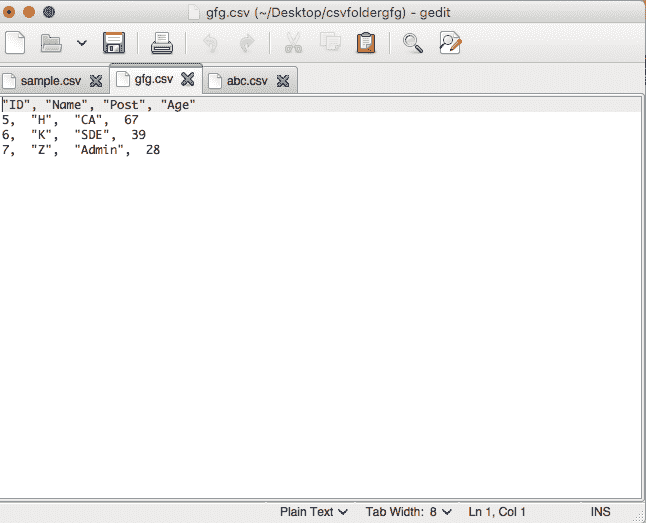 gfg.csv (~/Desktop/csvfoldergfg) - gedit
sample.csv gfg.csv abc.csv
"ID", "Name", "Post", "Age"
5,  "H",  "CA",  67
6,  "K",  "SDE",  39
7,  "Z",  "Admin",  28
Plain Text Tab Width: 8 Ln 1, Col 1 INS